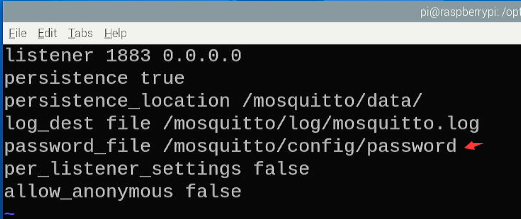 pi@raspberrypi: /opt
File Edit Tabs Help
listener 1883 0.0.0.0
persistence true
persistence_location /mosquitto/data/
log_dest file /mosquitto/log/mosquitto.log
password_file /mosquitto/config/password
per_listener_settings false
allow_anonymous false
~